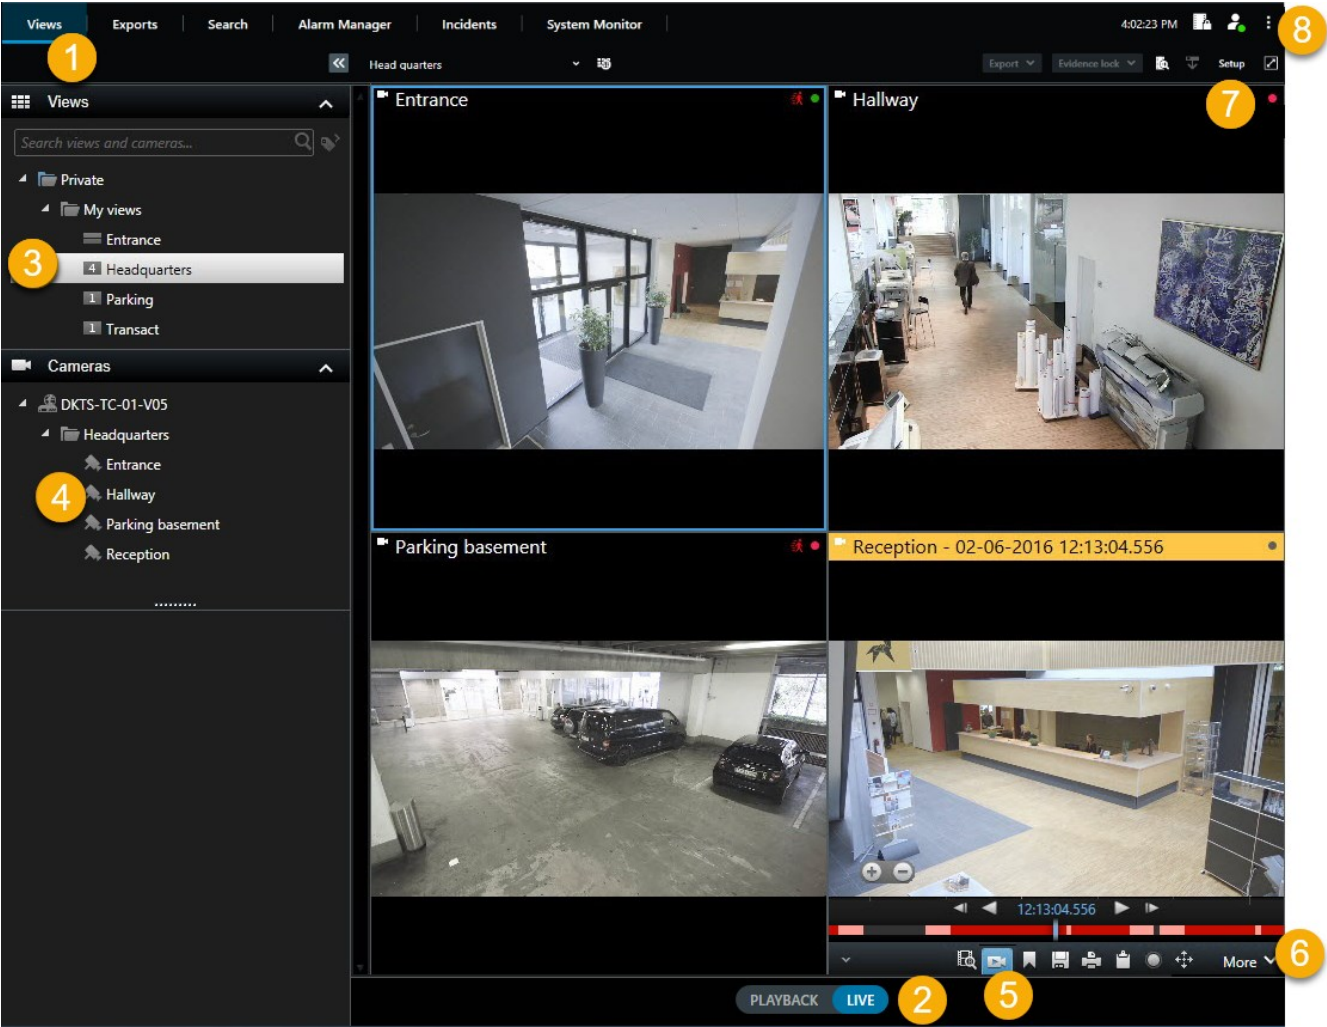 Views Exports Search Alarm Manager Incidents System Monitor 4:02:23 PM 8
1 Head quarters Export Evidence lock Setup
Views
Entrance
Hallway
7
Search views and cameras...
Private
My views
Entrance
3 4 Headquarters
1 Parking
1 Transact
Cameras
DKTS-TC-01-V05
Headquarters
Entrance
4 Hallway
Parking basement
Reception
Parking basement
Reception - 02-06-2016 12:13:04.556
12:13:04.556
More 6
5
PLAYBACK LIVE 2